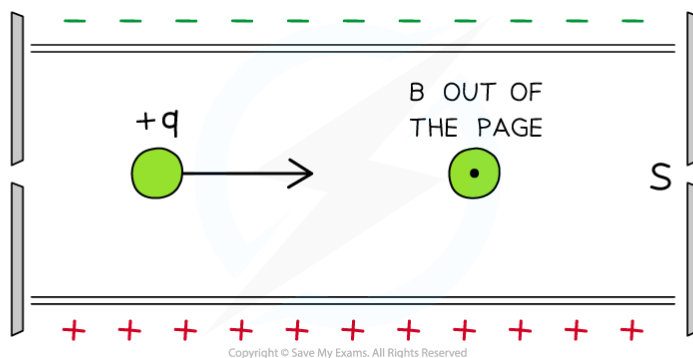 − − − − − − − − − − −
+q
B OUT OF
THE PAGE
S
+ + + + + + + + + + +
Copyright © Save My Exams. All Rights Reserved